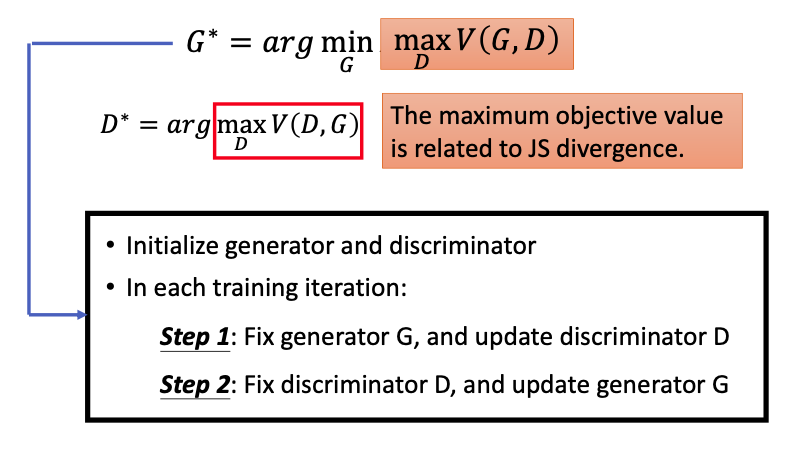 G* = arg min_G max_D V(G, D)
D* = arg max_D V(D, G)
The maximum objective value
is related to JS divergence.
• Initialize generator and discriminator
• In each training iteration:
Step 1: Fix generator G, and update discriminator D
Step 2: Fix discriminator D, and update generator G